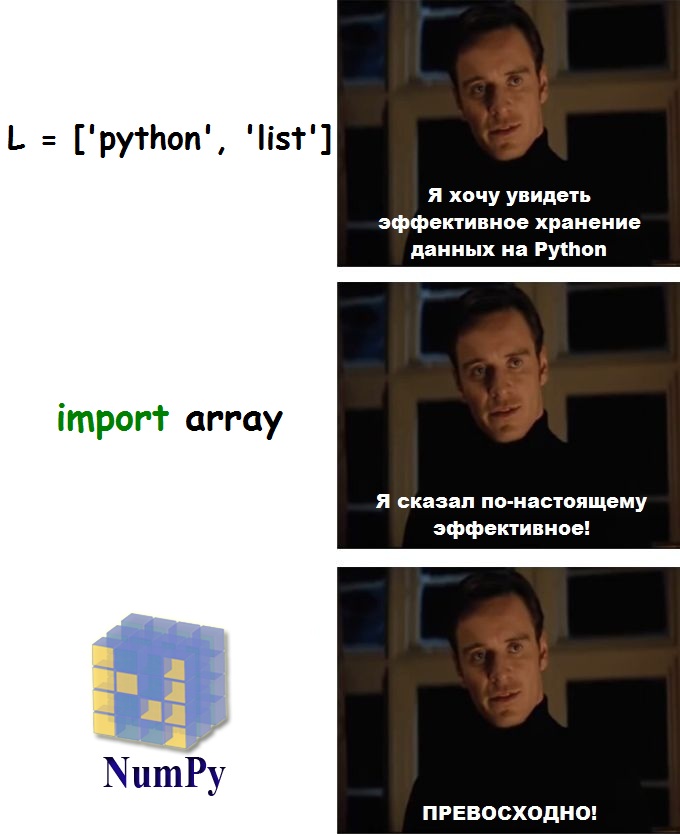 L = ['python', 'list']
Я хочу увидеть
эффективное хранение
данных на Python
import array
Я сказал по-настоящему
эффективное!
NumPy
ПРЕВОСХОДНО!